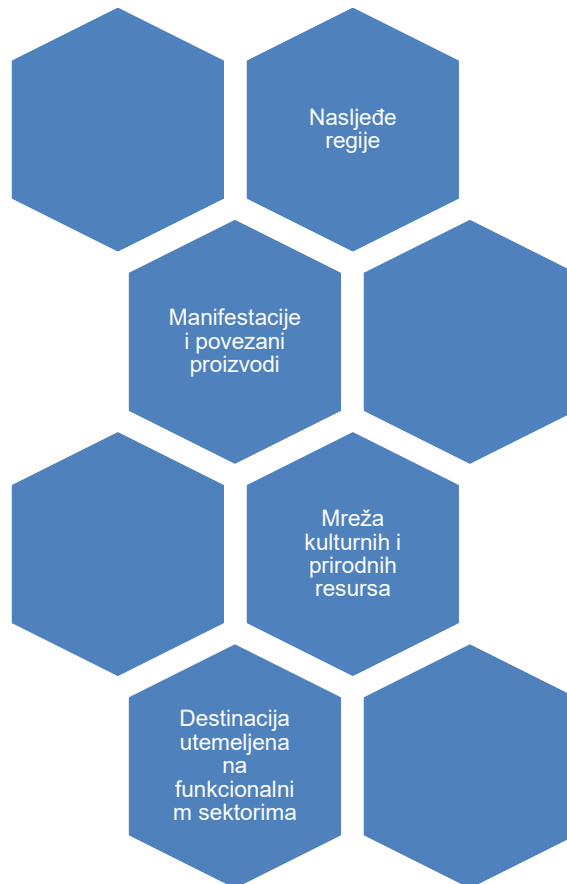 Nasljeđe
regije
Manifestacije
i povezani
proizvodi
Mreža
kulturnih i
prirodnih
resursa
Destinacija
utemeljena
na
funkcionalni
m sektorima